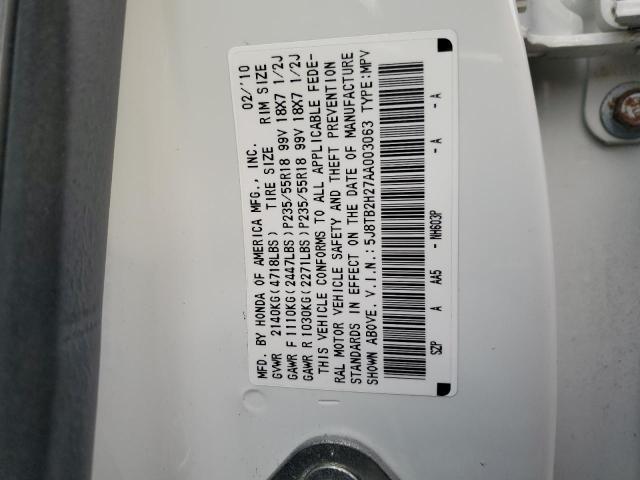 MFD. BY HONDA OF AMERICA MFG., INC. 02/'10
GVWR 2140KG(4718LBS) TIRE SIZE RIM SIZE
GAWR F 1110KG(2447LBS)P235/55R18 99V 18X7 1/2J
GAWR R 1030KG(2271LBS)P235/55R18 99V 18X7 1/2J
THIS VEHICLE CONFORMS TO ALL APPLICABLE FEDE-
RAL MOTOR VEHICLE SAFETY AND THEFT PREVENTION
STANDARDS IN EFFECT ON THE DATE OF MANUFACTURE
SHOWN ABOVE. V.I.N.:5J8TB2H27AA003063 TYPE:MPV
SZP A AA5 - NH603P -A -A